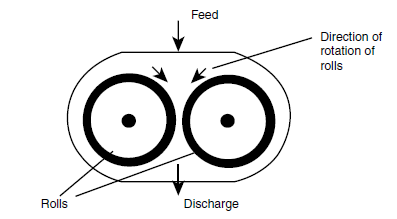 Feed
Direction of
rotation of
rolls
Rolls
Discharge